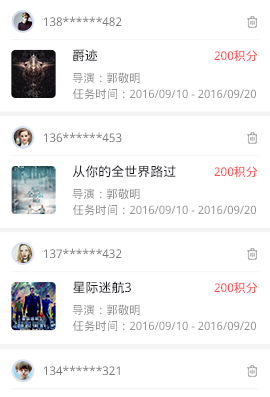 138******482
爵迹
200积分
导演：郭敬明
任务时间：2016/09/10 - 2016/09/20
136******453
从你的全世界路过
200积分
导演：郭敬明
任务时间：2016/09/10 - 2016/09/20
137******432
星际迷航3
200积分
导演：郭敬明
任务时间：2016/09/10 - 2016/09/20
134******321